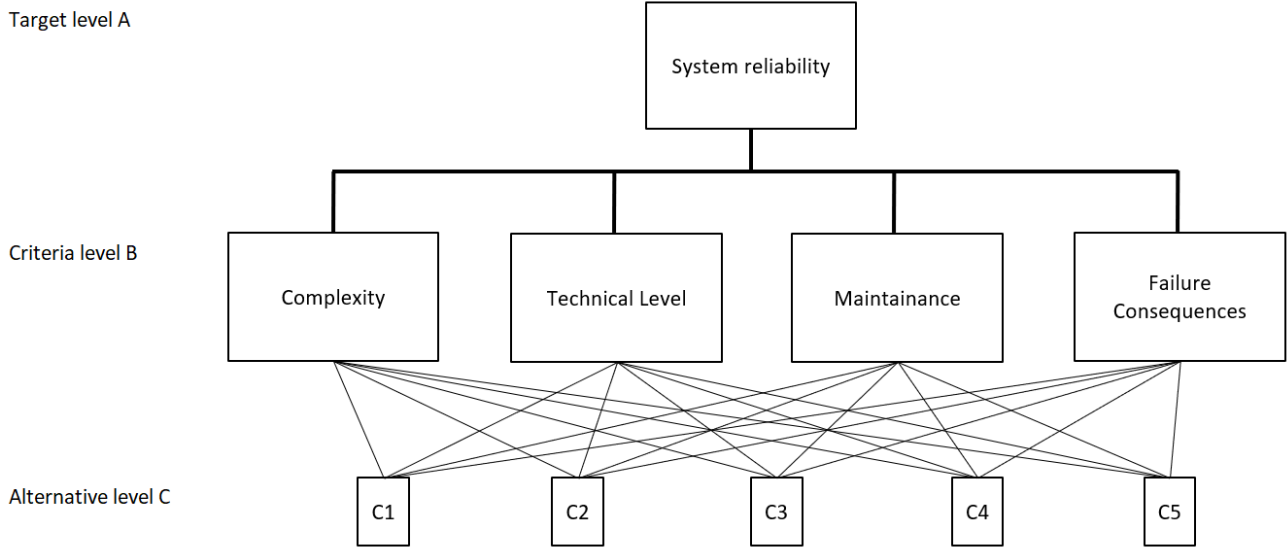 Target level A
System reliability
Criteria level B
Complexity
Technical Level
Maintainance
Failure
Consequences
Alternative level C
C1
C2
C3
C4
C5